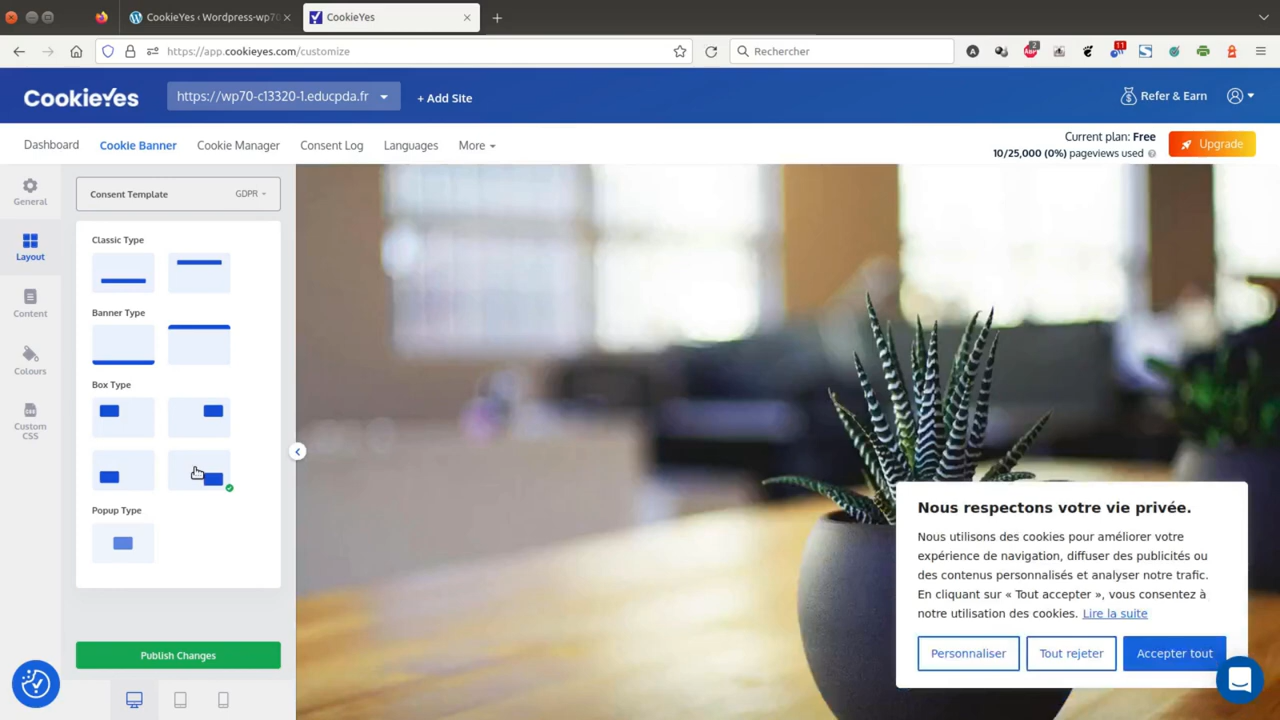 CookieYes ‹ Wordpress-wp70
CookieYes
https://app.cookieyes.com/customize
Rechercher
2
11
CookieYes
https://wp70-c13320-1.educpda.fr
+ Add Site
Refer & Earn
Dashboard
Cookie Banner
Cookie Manager
Consent Log
Languages
More
Current plan: Free
10/25,000 (0%) pageviews used
Upgrade
General
Layout
Content
Colours
Custom
CSS
Consent Template
GDPR
Classic Type
Banner Type
Box Type
Popup Type
Publish Changes
Nous respectons votre vie privée.
Nous utilisons des cookies pour améliorer votre
expérience de navigation, diffuser des publicités ou
des contenus personnalisés et analyser notre trafic.
En cliquant sur « Tout accepter », vous consentez à
notre utilisation des cookies. Lire la suite
Personnaliser
Tout rejeter
Accepter tout